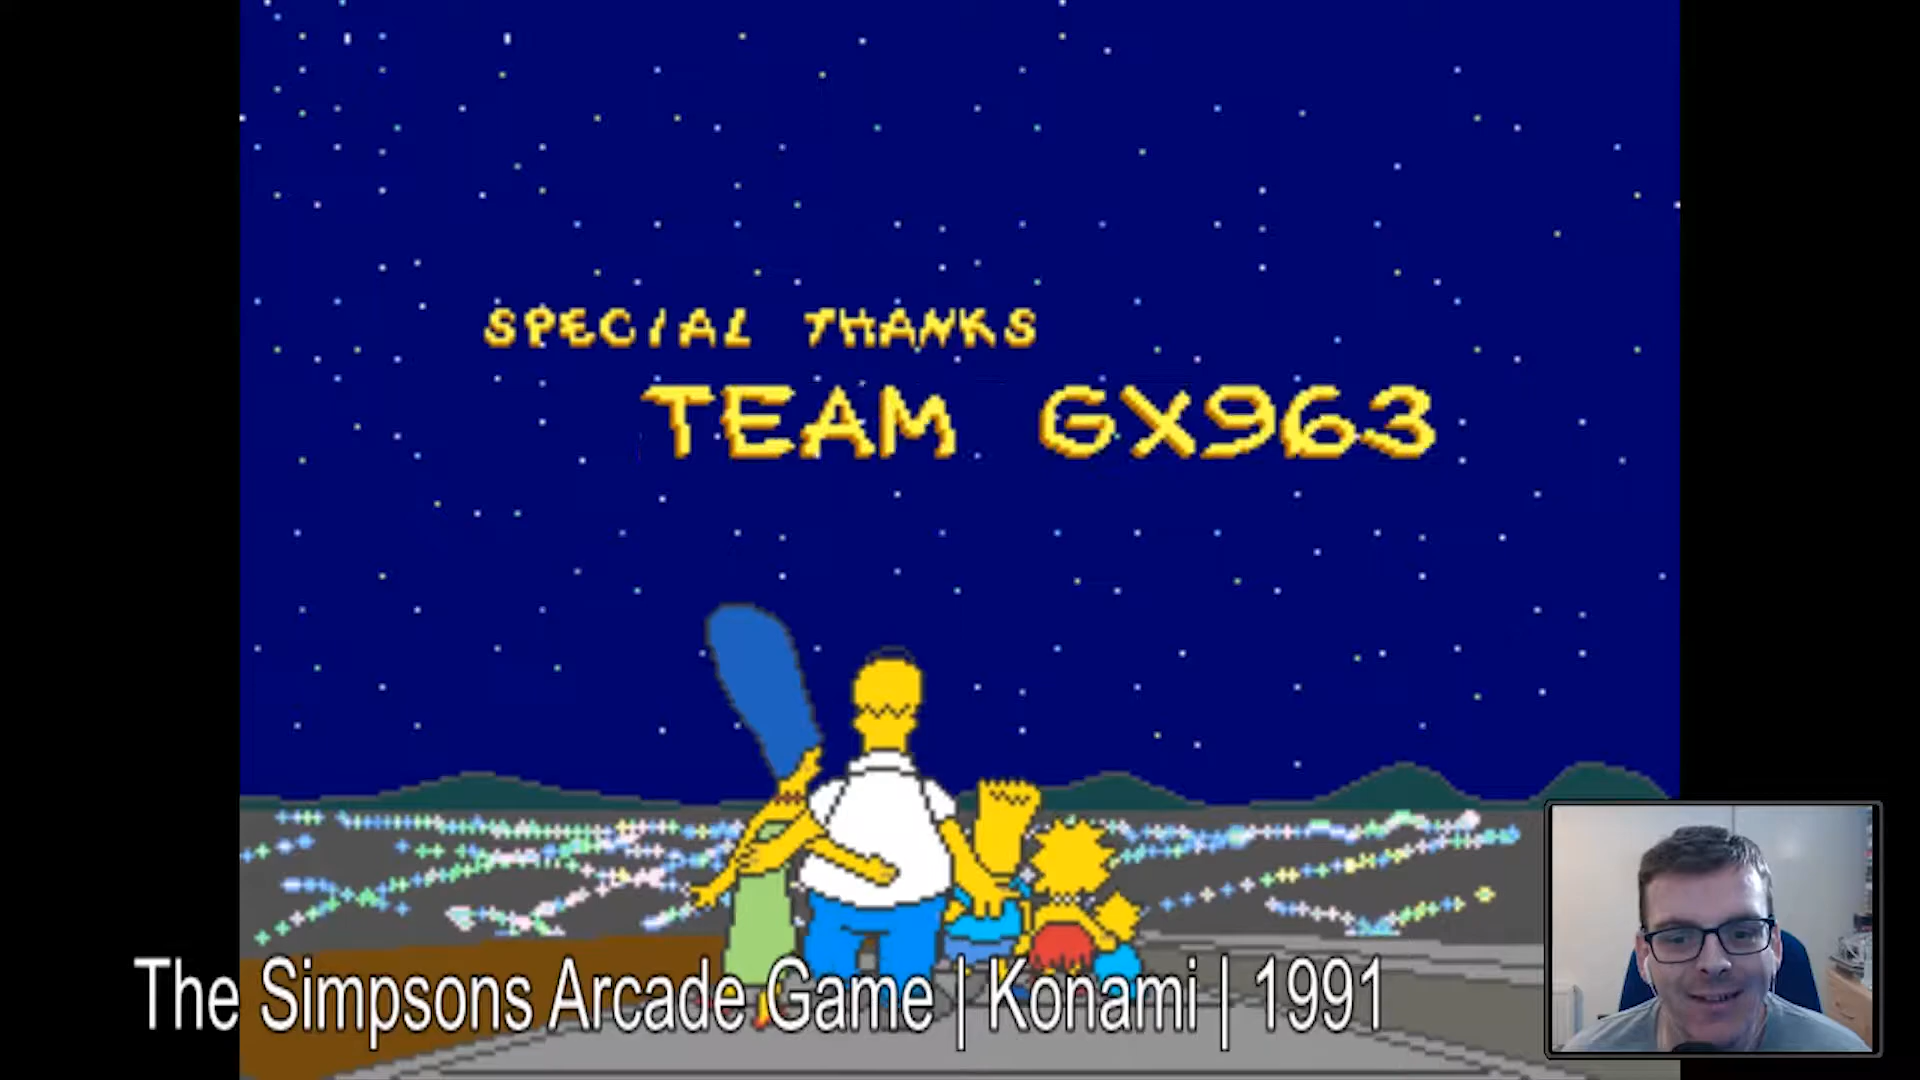 SPECIAL THANKS
TEAM GX963
The Simpsons Arcade Game | Konami | 1991